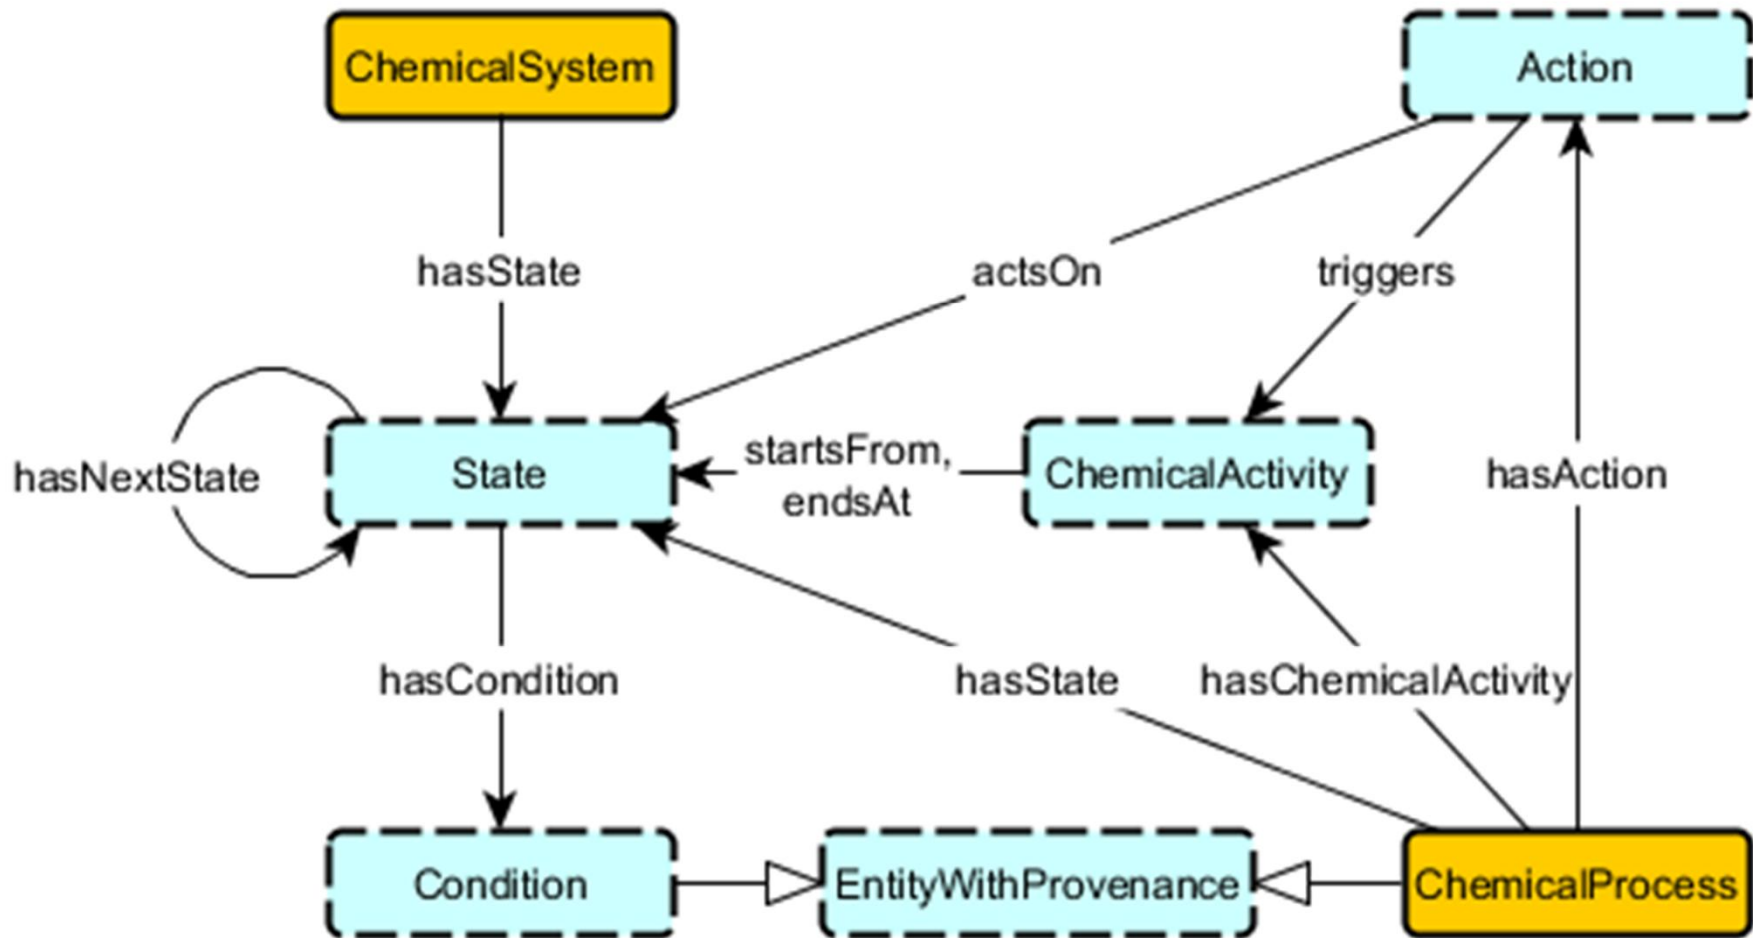 ChemicalSystem
Action
hasState
actsOn
triggers
hasNextState
State
startsFrom,
endsAt
ChemicalActivity
hasAction
hasCondition
hasState
hasChemicalActivity
Condition
EntityWithProvenance
ChemicalProcess